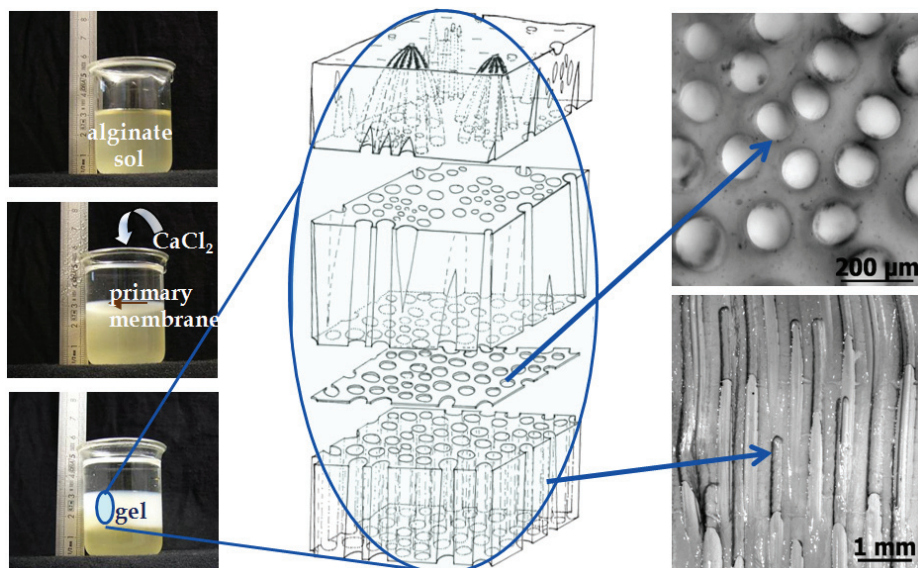 alginate
sol
CaCl₂
primary
membrane
gel
200 µm
1 mm